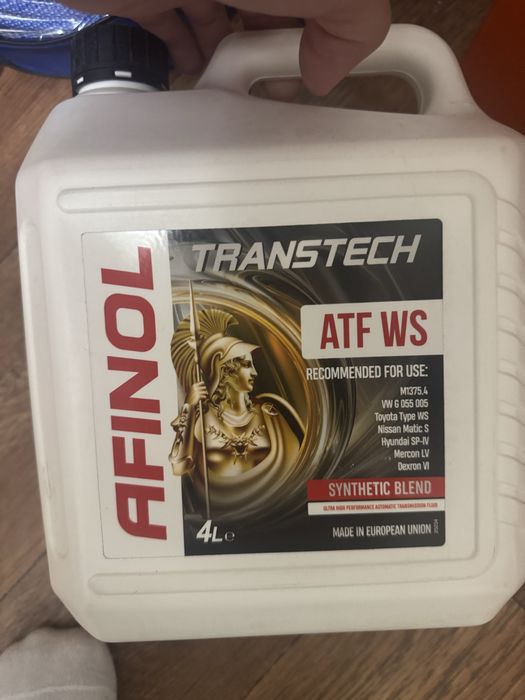 AFINOL
TRANSTECH
ATF WS
RECOMMENDED FOR USE:
M1375.4
VW G 055 005
Toyota Type WS
Nissan Matic S
Hyundai SP-IV
Mercon LV
Dexron VI
SYNTHETIC BLEND
ULTRA HIGH PERFORMANCE AUTOMATIC TRANSMISSION FLUID
4L e
MADE IN EUROPEAN UNION